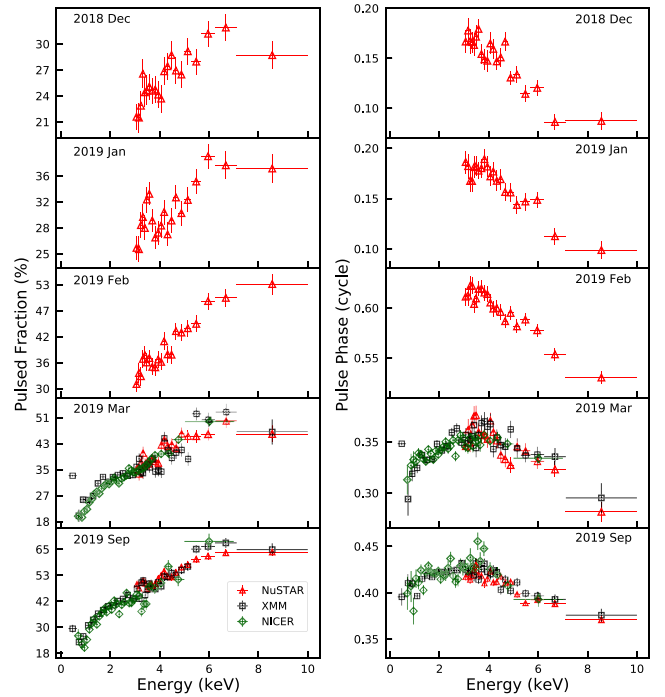 2018 Dec
30
27
24
21
2019 Jan
36
34
31
28
25
2019 Feb
53
47
42
36
30
2019 Mar
51
43
35
26
18
2019 Sep
65
53
42
30
18
NuSTAR
XMM
NICER
0 2 4 6 8 10
Energy (keV)
Pulsed Fraction (%)
0.20
2018 Dec
0.15
0.10
0.20
2019 Jan
0.15
0.10
2019 Feb
0.60
0.55
2019 Mar
0.35
0.30
2019 Sep
0.45
0.40
0.35
0 2 4 6 8 10
Energy (keV)
Pulse Phase (cycle)